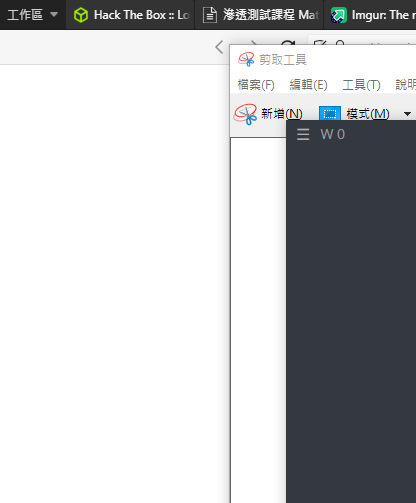 工作區 Hack The Box :: Lo 滲透測試課程 Mat Imgur: The m
剪取工具
檔案(F) 編輯(E) 工具(T) 說明
新增(N) 模式(M)
W 0